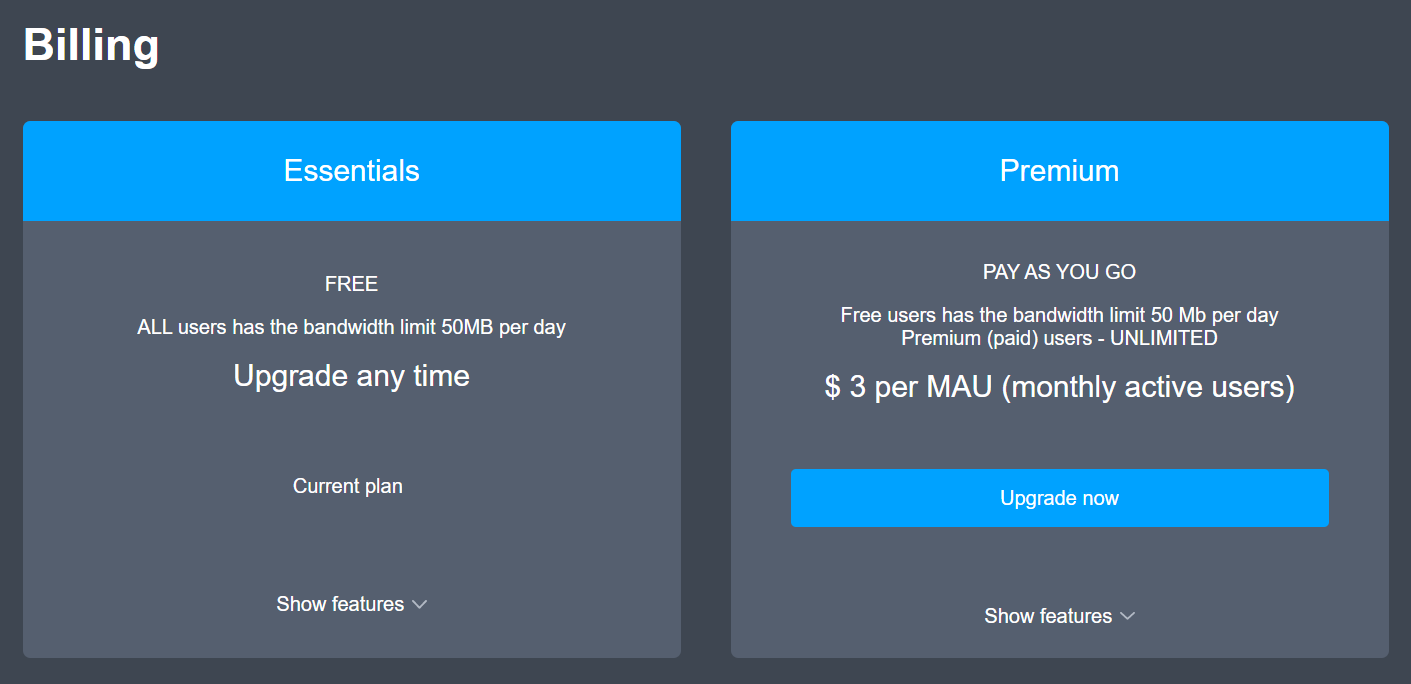 Billing
Essentials
FREE
ALL users has the bandwidth limit 50MB per day
Upgrade any time
Current plan
Show features
Premium
PAY AS YOU GO
Free users has the bandwidth limit 50 Mb per day
Premium (paid) users - UNLIMITED
$ 3 per MAU (monthly active users)
Upgrade now
Show features